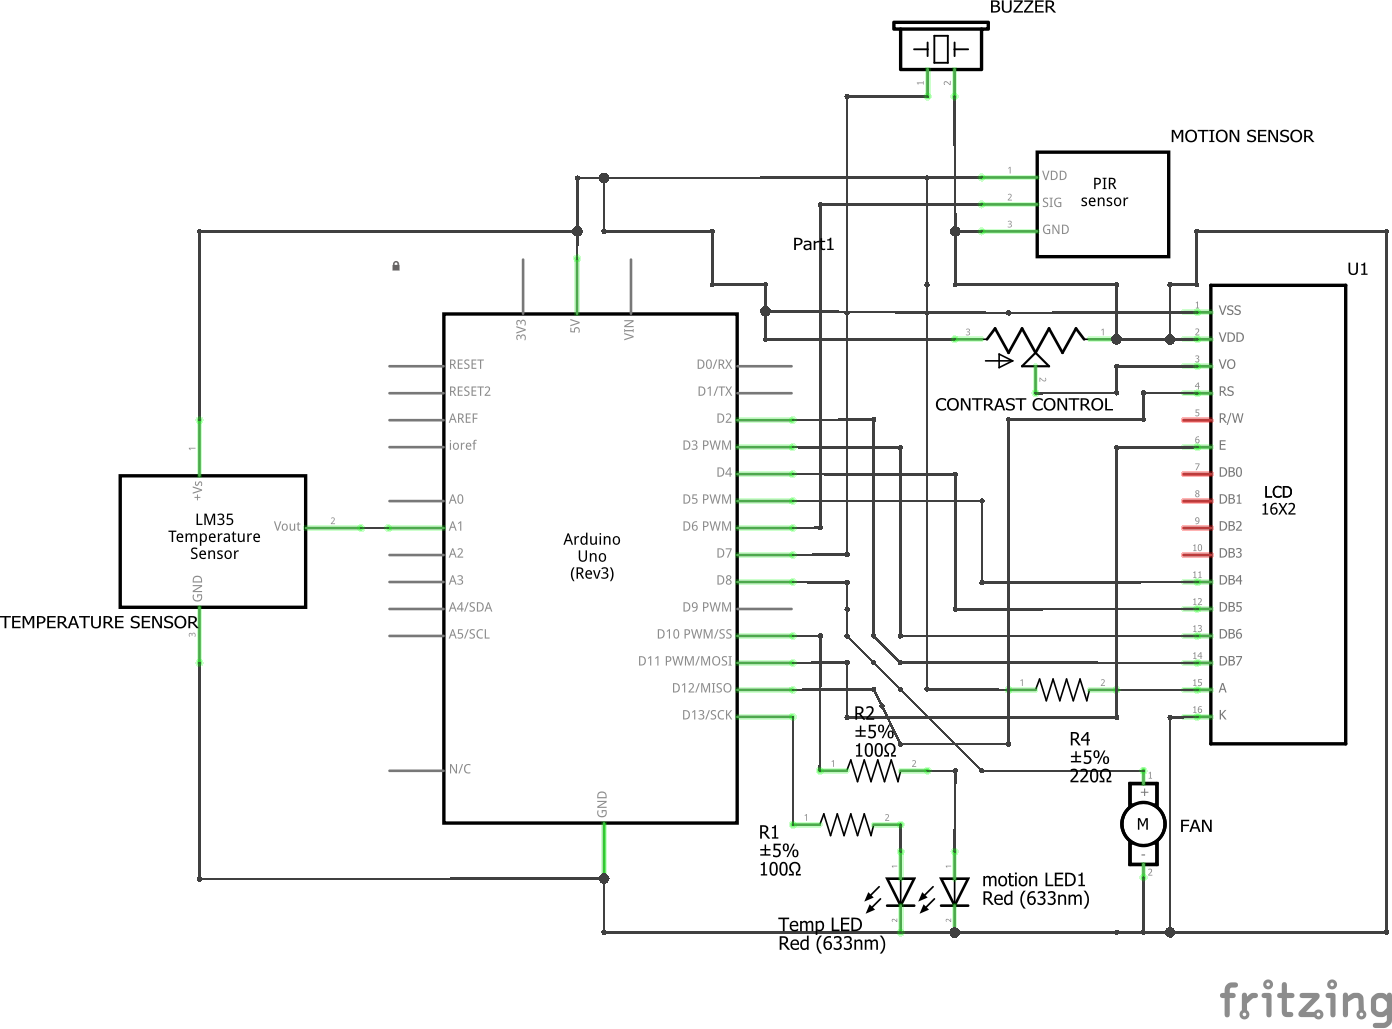 BUZZER
1
2
MOTION SENSOR
1
VDD
PIR
sensor
2
SIG
3
GND
Part1
U1
3V3
5V
VIN
1
VSS
3
1
2
VDD
RESET
D0/RX
3
VO
2
RESET2
D1/TX
4
RS
CONTRAST CONTROL
AREF
D2
5
R/W
1
ioref
D3 PWM
6
E
D4
7
DB0
+Vs
LCD
16X2
A0
D5 PWM
8
DB1
LM35
Temperature
Sensor
Vout
2
A1
D6 PWM
9
DB2
Arduino
Uno
(Rev3)
A2
D7
10
DB3
GND
A3
D8
11
DB4
A4/SDA
D9 PWM
12
DB5
TEMPERATURE SENSOR
3
A5/SCL
D10 PWM/SS
13
DB6
D11 PWM/MOSI
14
DB7
D12/MISO
1
2
15
A
D13/SCK
16
K
R2
±5%
100Ω
R4
±5%
220Ω
N/C
1
2
1
+
GND
M
FAN
-
2
1
2
R1
±5%
100Ω
1
1
motion LED1
Red (633nm)
2
2
Temp LED
Red (633nm)
fritzing